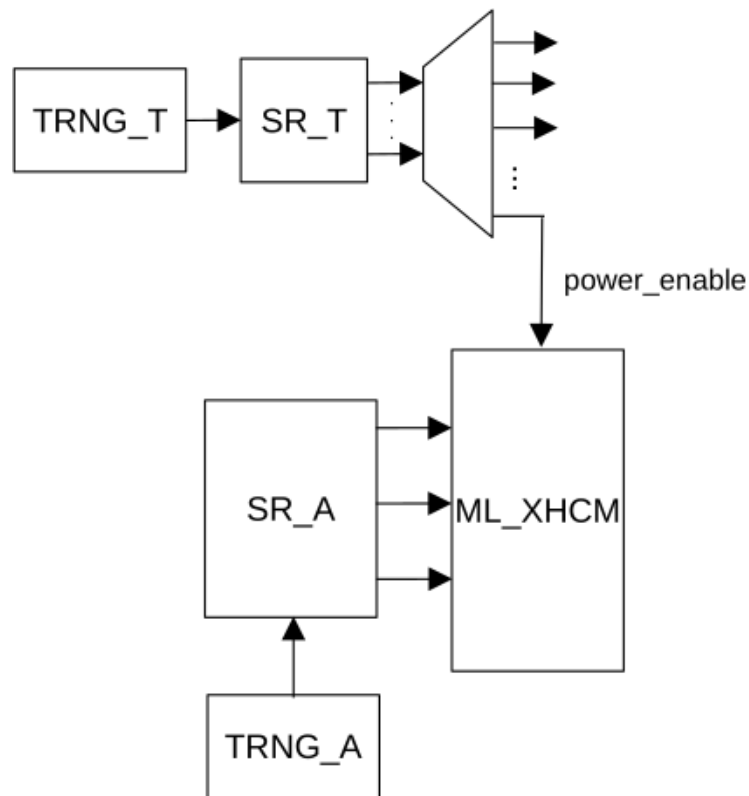 TRNG_T
SR_T
power_enable
SR_A
ML_XHCM
TRNG_A